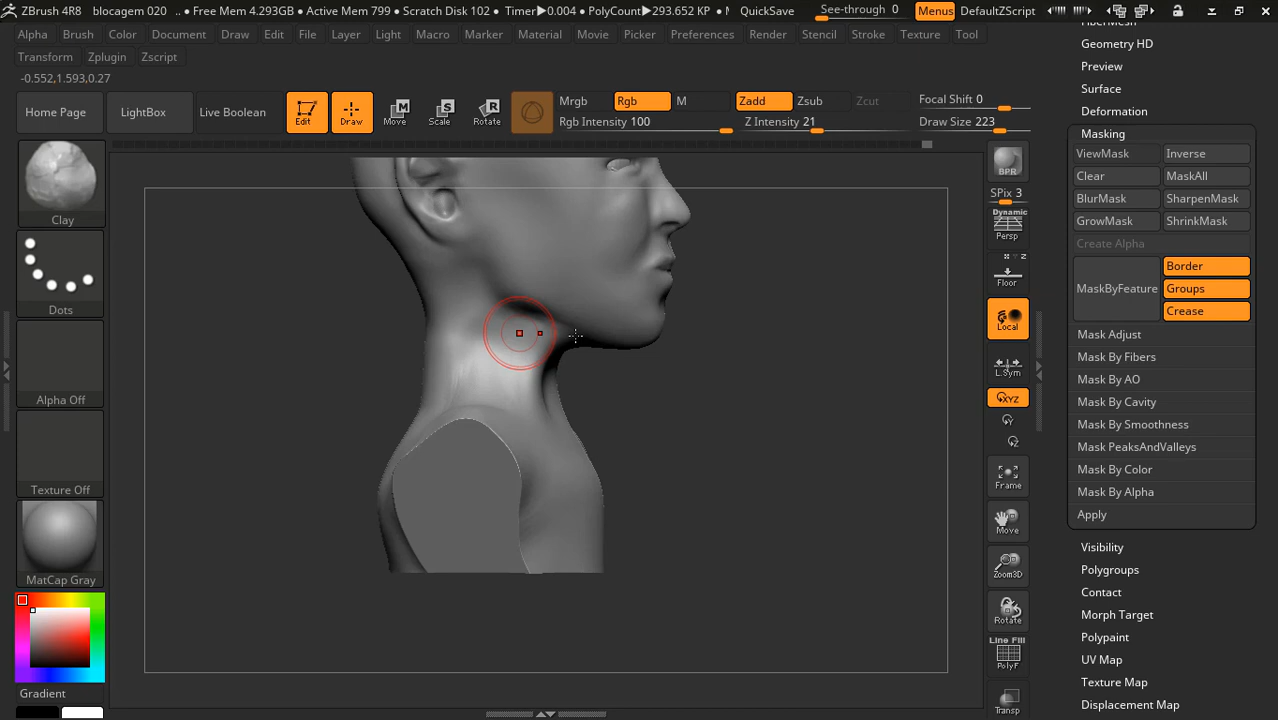 ZBrush 4R8 blocagem 020 .. • Free Mem 4.293GB • Active Mem 799 • Scratch Disk 102 • Timer▶0.004 • PolyCount▶293.652 KP • M QuickSave See-through 0 Menus DefaultZScript
Alpha Brush Color Document Draw Edit File Layer Light Macro Marker Material Movie Picker Preferences Render Stencil Stroke Texture Tool
Transform Zplugin Zscript
-0.552,1.593,0.27
Home Page
LightBox
Live Boolean
Edit
Draw
Move
Scale
Rotate
Mrgb Rgb M
Rgb Intensity 100
Zadd Zsub Zcut
Z Intensity 21
Focal Shift 0
Draw Size 223
Clay
Dots
Alpha Off
Texture Off
MatCap Gray
Gradient
BPR
SPix 3
Dynamic
Persp
Floor
Local
L.Sym
XYZ
Y
Z
Frame
Move
Zoom3D
Rotate
Line Fill
PolyF
Transp
Geometry HD
Preview
Surface
Deformation
Masking
ViewMask Inverse
Clear MaskAll
BlurMask SharpenMask
GrowMask ShrinkMask
Create Alpha
MaskByFeature
Border
Groups
Crease
Mask Adjust
Mask By Fibers
Mask By AO
Mask By Cavity
Mask By Smoothness
Mask PeaksAndValleys
Mask By Color
Mask By Alpha
Apply
Visibility
Polygroups
Contact
Morph Target
Polypaint
UV Map
Texture Map
Displacement Map